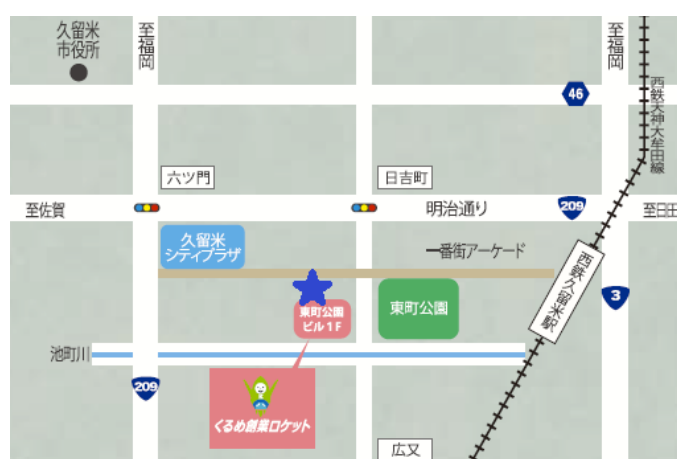 久留米
市役所
至福岡
至福岡
46
西鉄天神大牟田線
六ツ門
日吉町
至佐賀
明治通り
209
至日田
久留米
シティプラザ
一番街アーケード
西鉄久留米駅
3
東町公園
ビル1F
東町公園
池町川
209
くるめ創業ロケット
広又